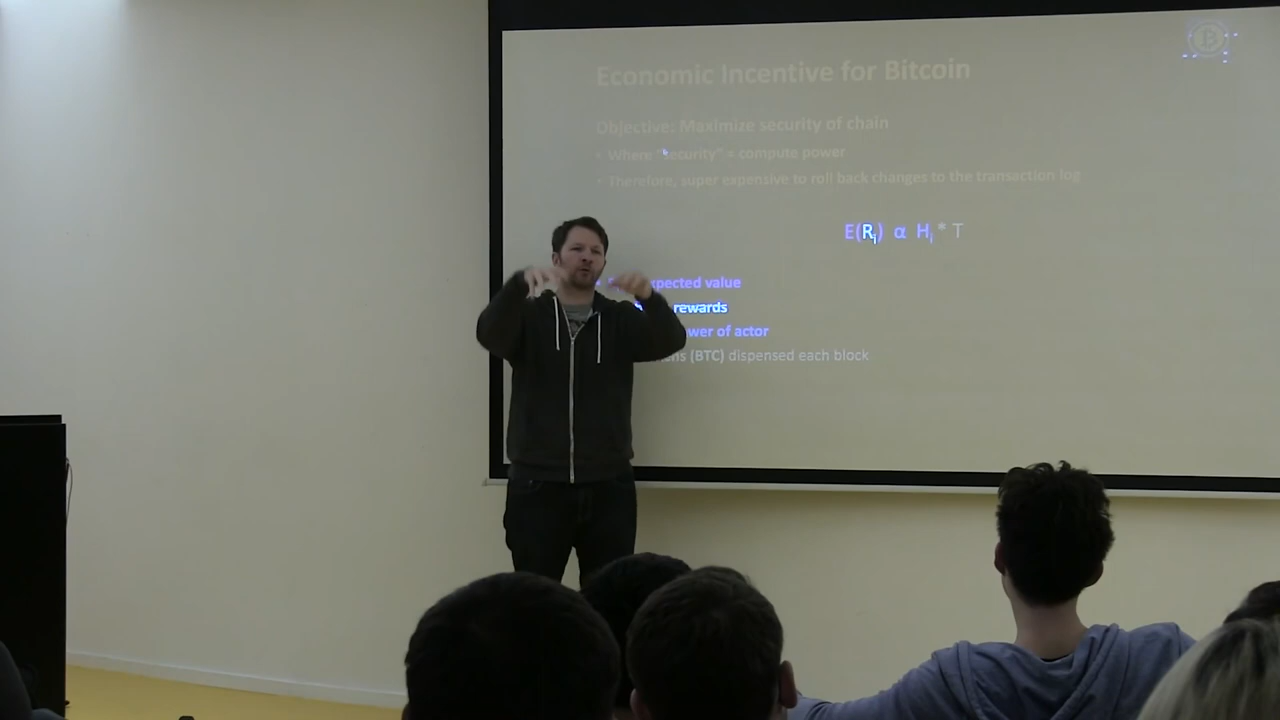 Economic Incentive for Bitcoin
Objective: Maximize security of chain
• Where "security" = compute power
• Therefore, super expensive to roll back changes to the transaction log
E(Rᵢ) α Hᵢ * T
expected value
rewards
of actor
(BTC) dispensed each block